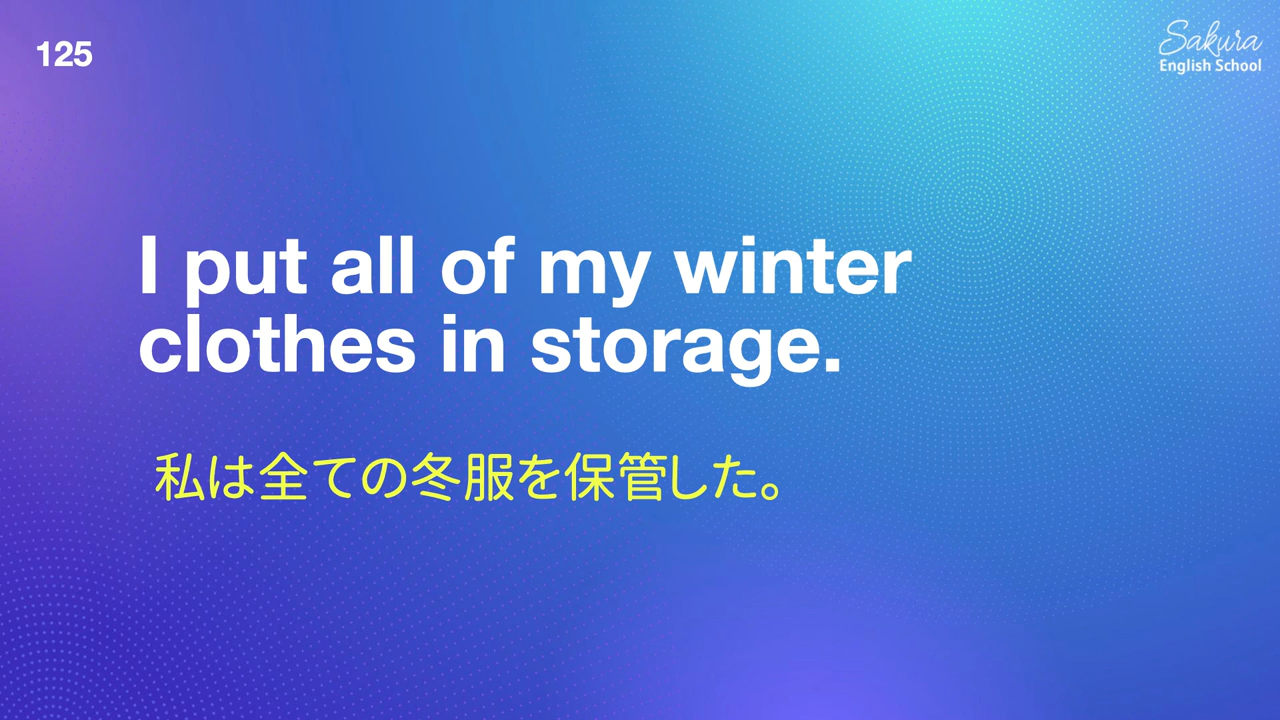 125
Sakura
English School
I put all of my winter
clothes in storage.
私は全ての冬服を保管した。